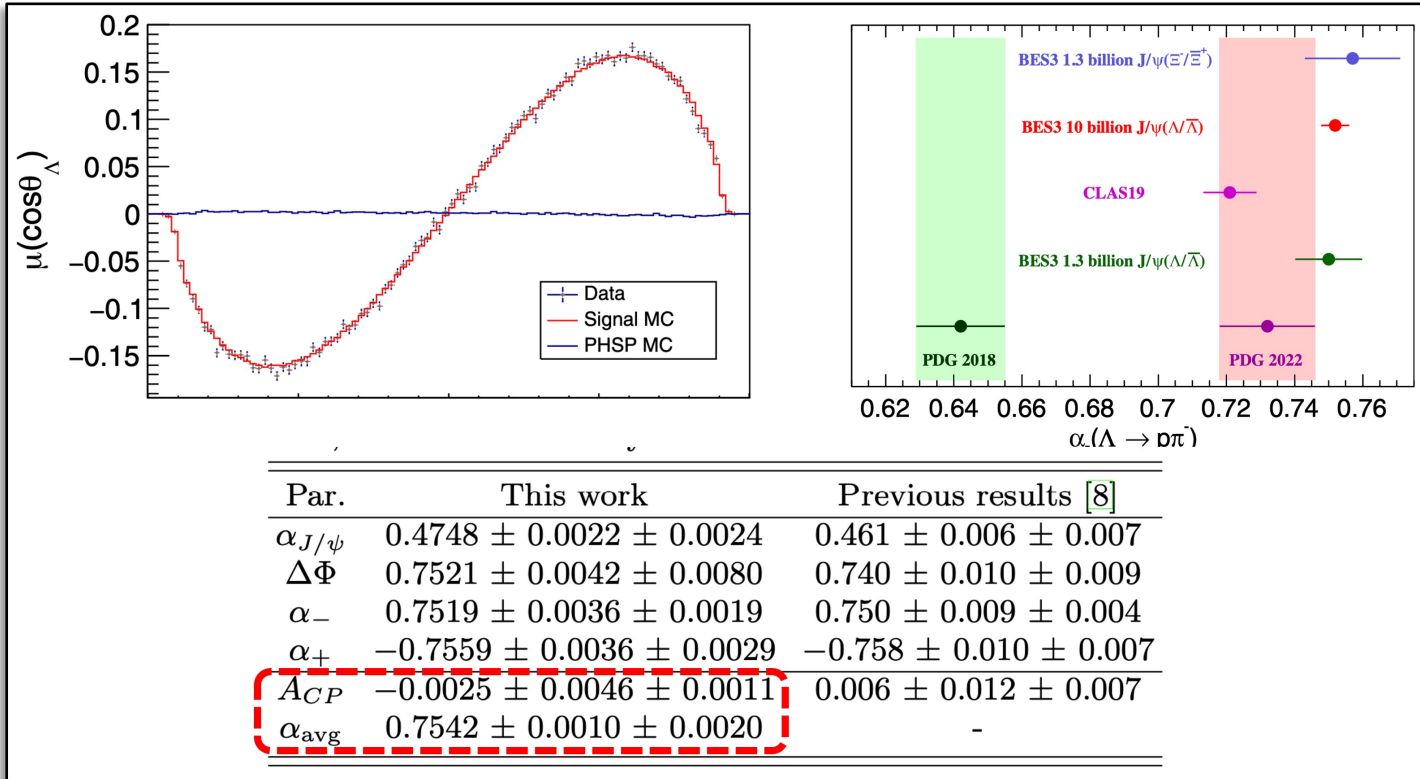 0.2
0.15
0.1
0.05
0
−0.05
−0.1
−0.15
μ(cosθ_Λ)
Data
Signal MC
PHSP MC
BES3 1.3 billion J/ψ(Ξ⁻/Ξ̅⁺)
BES3 10 billion J/ψ(Λ/Λ̅)
CLAS19
BES3 1.3 billion J/ψ(Λ/Λ̅)
PDG 2018 PDG 2022
0.62 0.64 0.66 0.68 0.7 0.72 0.74 0.76
α₋(Λ → pπ⁻)
Par. This work Previous results [8]
α_{J/ψ} 0.4748 ± 0.0022 ± 0.0024 0.461 ± 0.006 ± 0.007
ΔΦ 0.7521 ± 0.0042 ± 0.0080 0.740 ± 0.010 ± 0.009
α₋ 0.7519 ± 0.0036 ± 0.0019 0.750 ± 0.009 ± 0.004
α₊ −0.7559 ± 0.0036 ± 0.0029 −0.758 ± 0.010 ± 0.007
A_{CP} −0.0025 ± 0.0046 ± 0.0011 0.006 ± 0.012 ± 0.007
α_{avg} 0.7542 ± 0.0010 ± 0.0020 -